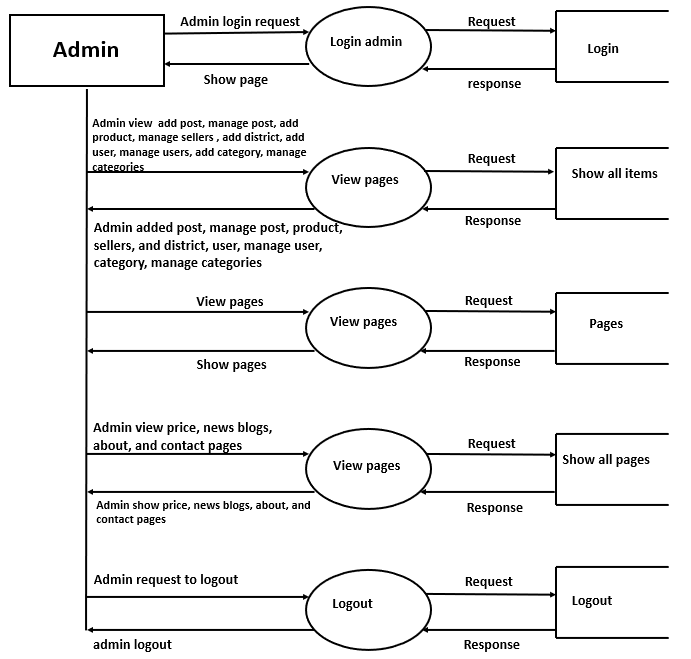 Admin
Admin login request
Login admin
Request
Login
Show page
response
Admin view  add post, manage post, add
product, manage sellers , add district, add
user, manage users, add category, manage
categories
View pages
Request
Show all items
Response
Admin added post, manage post, product,
sellers, and district, user, manage user,
category, manage categories
View pages
View pages
Request
Pages
Show pages
Response
Admin view price, news blogs,
about, and contact pages
View pages
Request
Show all pages
Admin show price, news blogs, about, and
contact pages
Response
Admin request to logout
Logout
Request
Logout
admin logout
Response